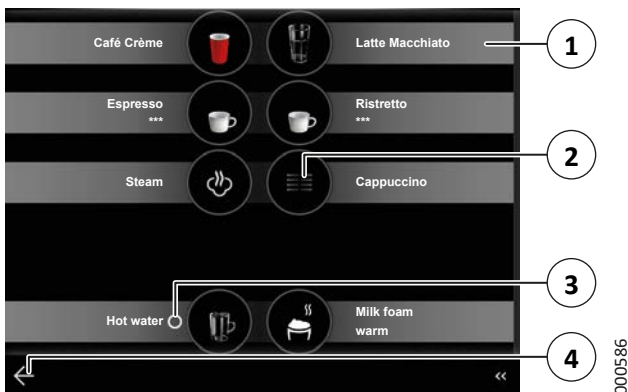 Café Crème
Latte Macchiato
1
Espresso
***
Ristretto
***
2
Steam
Cappuccino
3
Hot water
Milk foam
warm
4
«
000586